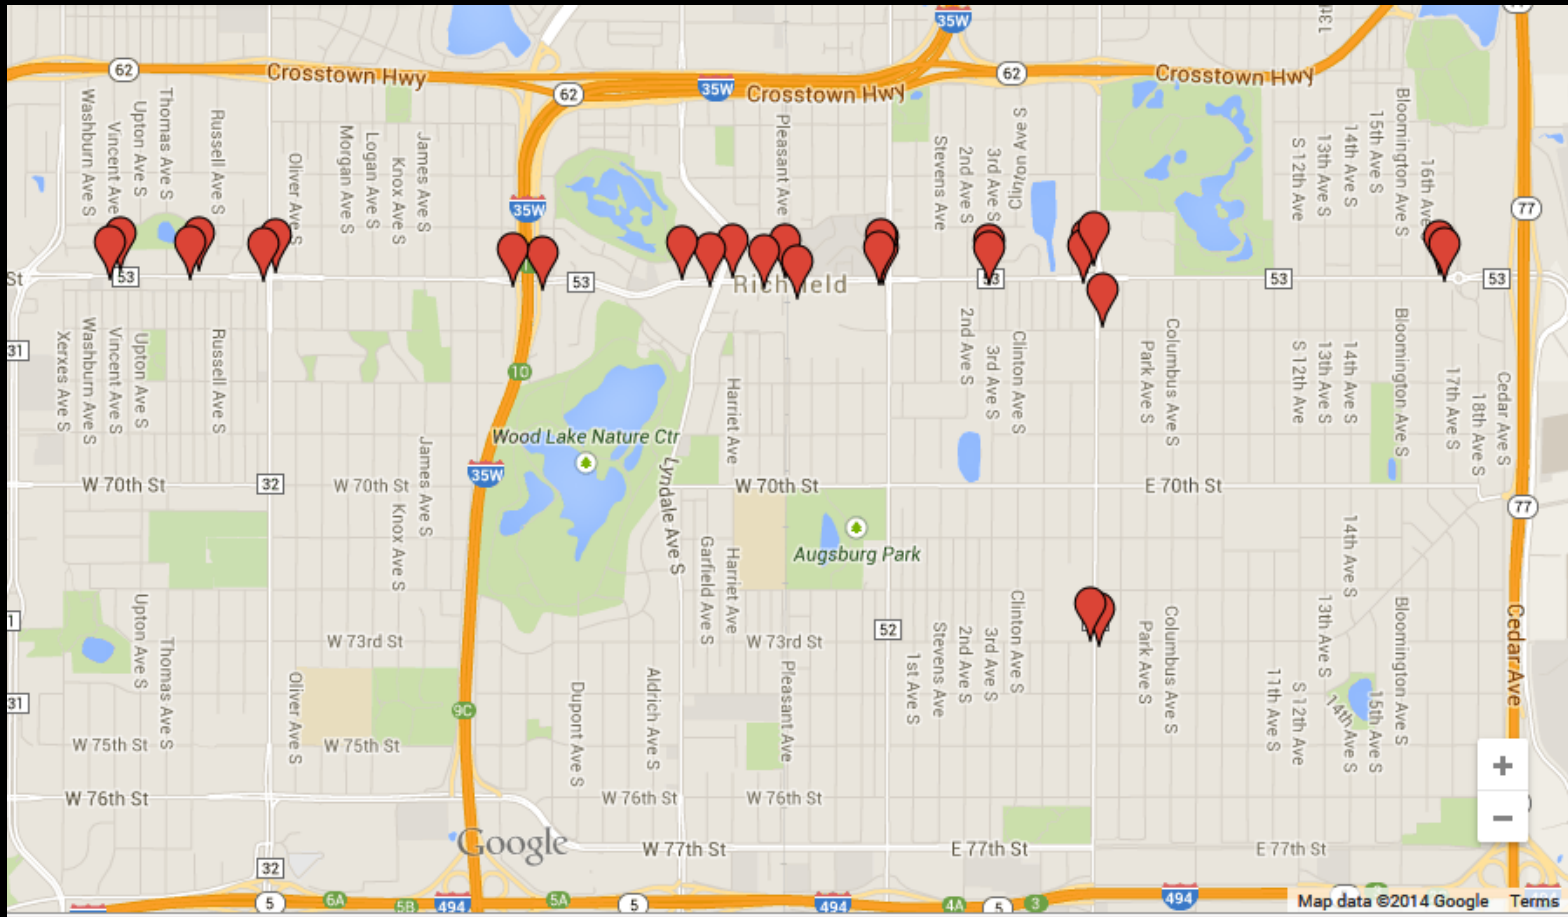 35W
62
Crosstown Hwy
62
35W
Crosstown Hwy
62
Crosstown Hwy
Washburn Ave S
Vincent Ave
Upton Ave S
Thomas Ave S
Russell Ave S
Oliver Ave S
Morgan Ave S
Logan Ave S
Knox Ave S
James Ave S
35W
Pleasant Ave
Stevens Ave
2nd Ave S
3rd Ave S
Clinton Ave S
S 12th Ave
13th Ave S
14th Ave S
15th Ave S
Bloomington Ave S
16th Ave
77
St
53
53
Richfield
53
53
53
31
Xerxes Ave S
Washburn Ave S
Vincent Ave S
Upton Ave S
Russell Ave S
10
Harriet Ave
2nd Ave S
3rd Ave S
Clinton Ave S
Park Ave S
Columbus Ave S
S 12th Ave
13th Ave S
14th Ave S
Bloomington Ave S
17th Ave S
18th Ave S
Cedar Ave S
Wood Lake Nature Ctr
35W
James Ave S
Knox Ave S
Lyndale Ave S
W 70th St
32
W 70th St
W 70th St
E 70th St
77
Augsburg Park
Garfield Ave S
Harriet Ave
14th Ave S
Upton Ave S
Thomas Ave S
W 73rd St
W 73rd St
52
1st Ave S
Stevens Ave
2nd Ave S
3rd Ave S
Clinton Ave S
Park Ave S
Columbus Ave S
11th Ave S
S 12th Ave
13th Ave S
14th Ave S
15th Ave S
Bloomington Ave S
Cedar Ave
31
Oliver Ave S
9C
Dupont Ave S
Aldrich Ave S
Pleasant Ave
W 75th St
W 75th St
W 76th St
W 76th St
W 76th St
+
−
Google
W 77th St
E 77th St
E 77th St
32
5
6A
5B
494
5A
5
494
4A
5
3
494
Map data ©2014 Google
Terms